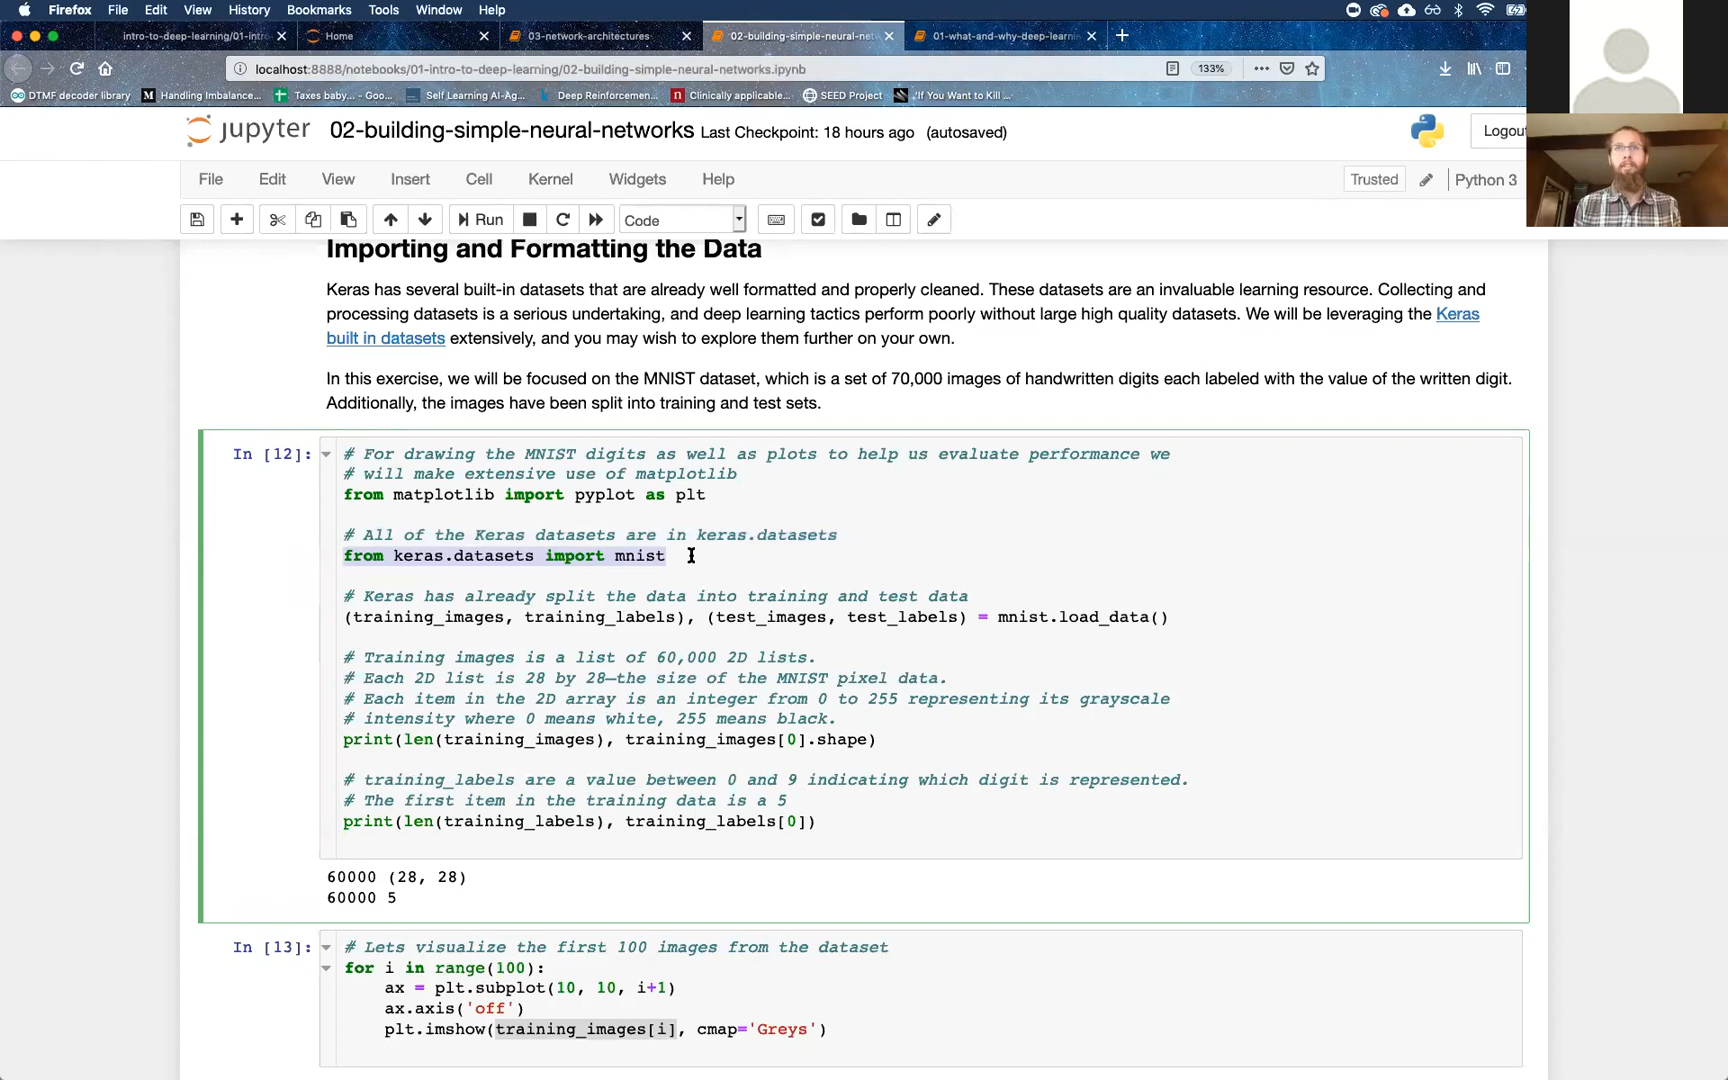 Firefox File Edit View History Bookmarks Tools Window Help
intro-to-deep-learning/01-intro
Home
03-network-architectures
02-building-simple-neural-net
01-what-and-why-deep-learnin
localhost:8888/notebooks/01-intro-to-deep-learning/02-building-simple-neural-networks.ipynb
133%
DTMF decoder library
Handling Imbalance...
Taxes baby... - Goo...
Self Learning AI-Ag...
Deep Reinforcemen...
Clinically applicable...
SEED Project
'If You Want to Kill ...
jupyter 02-building-simple-neural-networks Last Checkpoint: 18 hours ago (autosaved)
Logout
File Edit View Insert Cell Kernel Widgets Help
Trusted
Python 3
Run
Code
Importing and Formatting the Data
Keras has several built-in datasets that are already well formatted and properly cleaned. These datasets are an invaluable learning resource. Collecting and
processing datasets is a serious undertaking, and deep learning tactics perform poorly without large high quality datasets. We will be leveraging the Keras
built in datasets extensively, and you may wish to explore them further on your own.
In this exercise, we will be focused on the MNIST dataset, which is a set of 70,000 images of handwritten digits each labeled with the value of the written digit.
Additionally, the images have been split into training and test sets.
In [12]:
# For drawing the MNIST digits as well as plots to help us evaluate performance we
# will make extensive use of matplotlib
from matplotlib import pyplot as plt
# All of the Keras datasets are in keras.datasets
from keras.datasets import mnist
# Keras has already split the data into training and test data
(training_images, training_labels), (test_images, test_labels) = mnist.load_data()
# Training images is a list of 60,000 2D lists.
# Each 2D list is 28 by 28—the size of the MNIST pixel data.
# Each item in the 2D array is an integer from 0 to 255 representing its grayscale
# intensity where 0 means white, 255 means black.
print(len(training_images), training_images[0].shape)
# training_labels are a value between 0 and 9 indicating which digit is represented.
# The first item in the training data is a 5
print(len(training_labels), training_labels[0])
60000 (28, 28)
60000 5
In [13]:
# Lets visualize the first 100 images from the dataset
for i in range(100):
ax = plt.subplot(10, 10, i+1)
ax.axis('off')
plt.imshow(training_images[i], cmap='Greys')